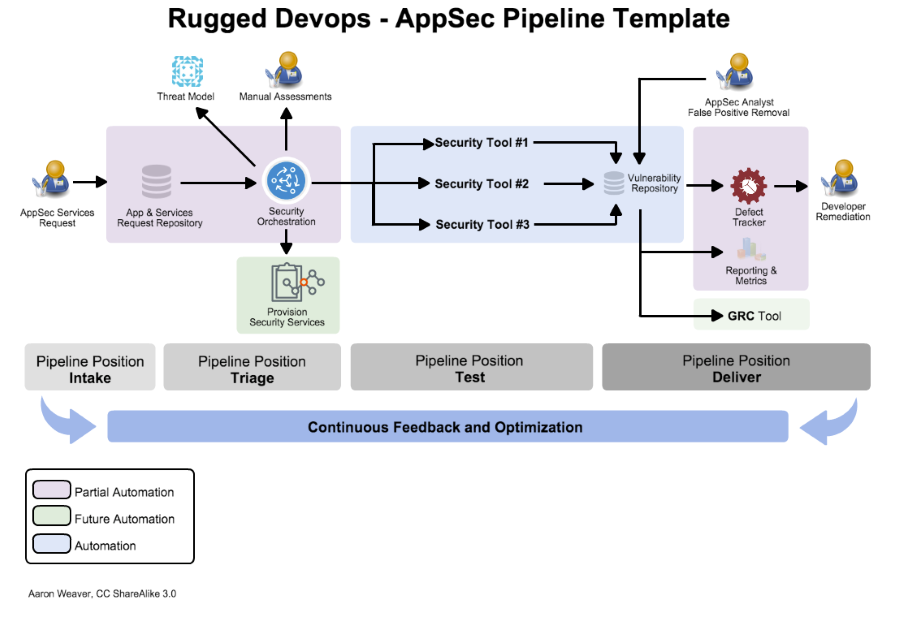 Rugged Devops - AppSec Pipeline Template
Threat Model
Manual Assessments
AppSec Analyst
False Positive Removal
AppSec Services
Request
App & Services
Request Repository
Security
Orchestration
Security Tool #1
Security Tool #2
Security Tool #3
Vulnerability
Repository
Defect
Tracker
Developer
Remediation
Reporting &
Metrics
Provision
Security Services
GRC Tool
Pipeline Position
Intake
Pipeline Position
Triage
Pipeline Position
Test
Pipeline Position
Deliver
Continuous Feedback and Optimization
Partial Automation
Future Automation
Automation
Aaron Weaver, CC ShareAlike 3.0